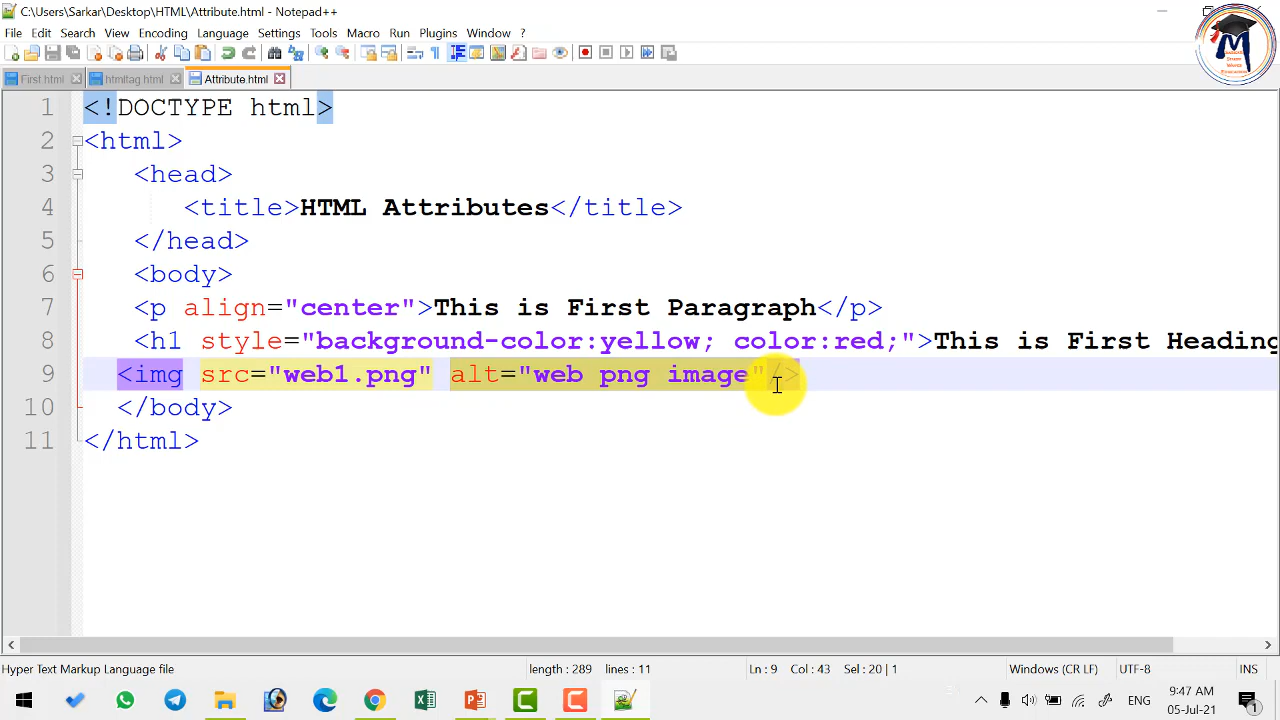 C:\Users\Sarkar\Desktop\HTML\Attribute.html - Notepad++
File Edit Search View Encoding Language Settings Tools Macro Run Plugins Window ?
First.html htmltag.html Attribute.html
1 <!DOCTYPE html>
2 <html>
3 <head>
4 <title>HTML Attributes</title>
5 </head>
6 <body>
7 <p align="center">This is First Paragraph</p>
8 <h1 style="background-color:yellow; color:red;">This is First Heading
9 <img src="web1.png" alt="web png image"/>
10 </body>
11 </html>
Hyper Text Markup Language file length : 289 lines : 11 Ln : 9 Col : 43 Sel : 20 | 1 Windows (CR LF) UTF-8 INS
ENG 9:47 AM
05-Jul-21